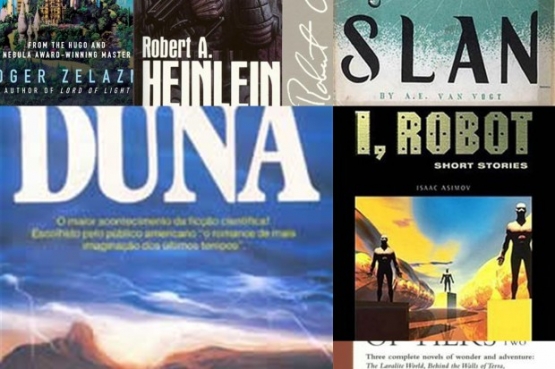 FROM THE HUGO AND
NEBULA AWARD-WINNING MASTER
OGER ZELAZ
AUTHOR OF LORD OF LIGHT
Robert A.
HEINLEIN
SLAN
BY A.E. VAN VOGT
DUNA
O maior acontecimento da ficção científica!
Escolhido pelo público americano "o romance de mais
imaginação dos últimos tempos".
I, ROBOT
SHORT STORIES
ISAAC ASIMOV
OF TIERS TWO
Three complete novels of wonder and adventure:
The Lavalite World, Behind the Walls of Terra,